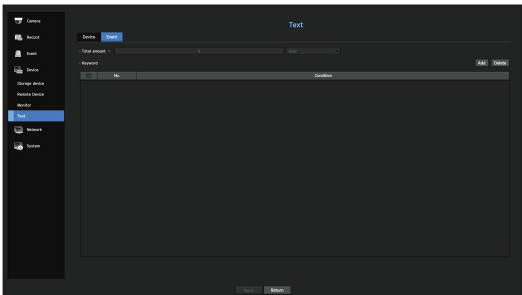 Text
Camera
Record
Event
Device
Storage device
Remote Device
Monitor
Text
Network
System
Device Event
Total amount
Keyword
Add Delete
No. Condition
Apply Return